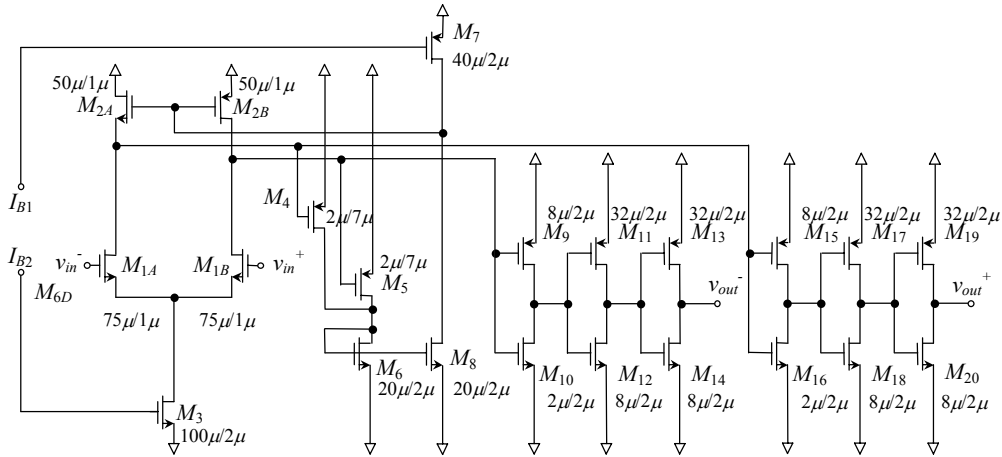 M7
40μ/2μ
50μ/1μ
50μ/1μ
M2A
M2B
IB1
M4
2μ/7μ
8μ/2μ
32μ/2μ
32μ/2μ
8μ/2μ
32μ/2μ
32μ/2μ
M9
M11
M13
M15
M17
M19
IB2
vin-
M1A
M1B
vin+
2μ/7μ
M5
vout-
vout+
M6D
75μ/1μ
75μ/1μ
M6
20μ/2μ
M8
20μ/2μ
M10
2μ/2μ
M12
8μ/2μ
M14
8μ/2μ
M16
2μ/2μ
M18
8μ/2μ
M20
8μ/2μ
M3
100μ/2μ